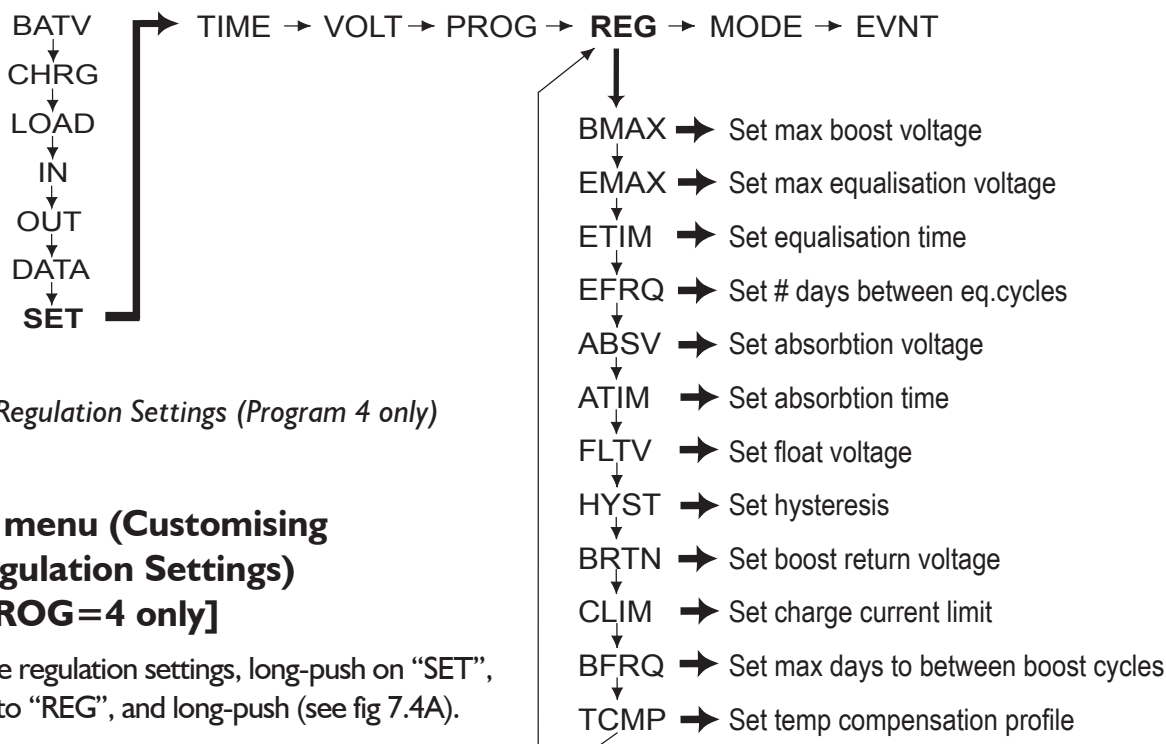 BATV
CHRG
LOAD
IN
OUT
DATA
SET
TIME VOLT PROG REG MODE EVNT
BMAX Set max boost voltage
EMAX Set max equalisation voltage
ETIM Set equalisation time
EFRQ Set # days between eq.cycles
ABSV Set absorbtion voltage
ATIM Set absorbtion time
FLTV Set float voltage
HYST Set hysteresis
BRTN Set boost return voltage
CLIM Set charge current limit
BFRQ Set max days to between boost cycles
TCMP Set temp compensation profile
Regulation Settings (Program 4 only)
menu (Customising
gulation Settings)
ROG=4 only]
e regulation settings, long-push on “SET”,
to “REG”, and long-push (see fig 7.4A).